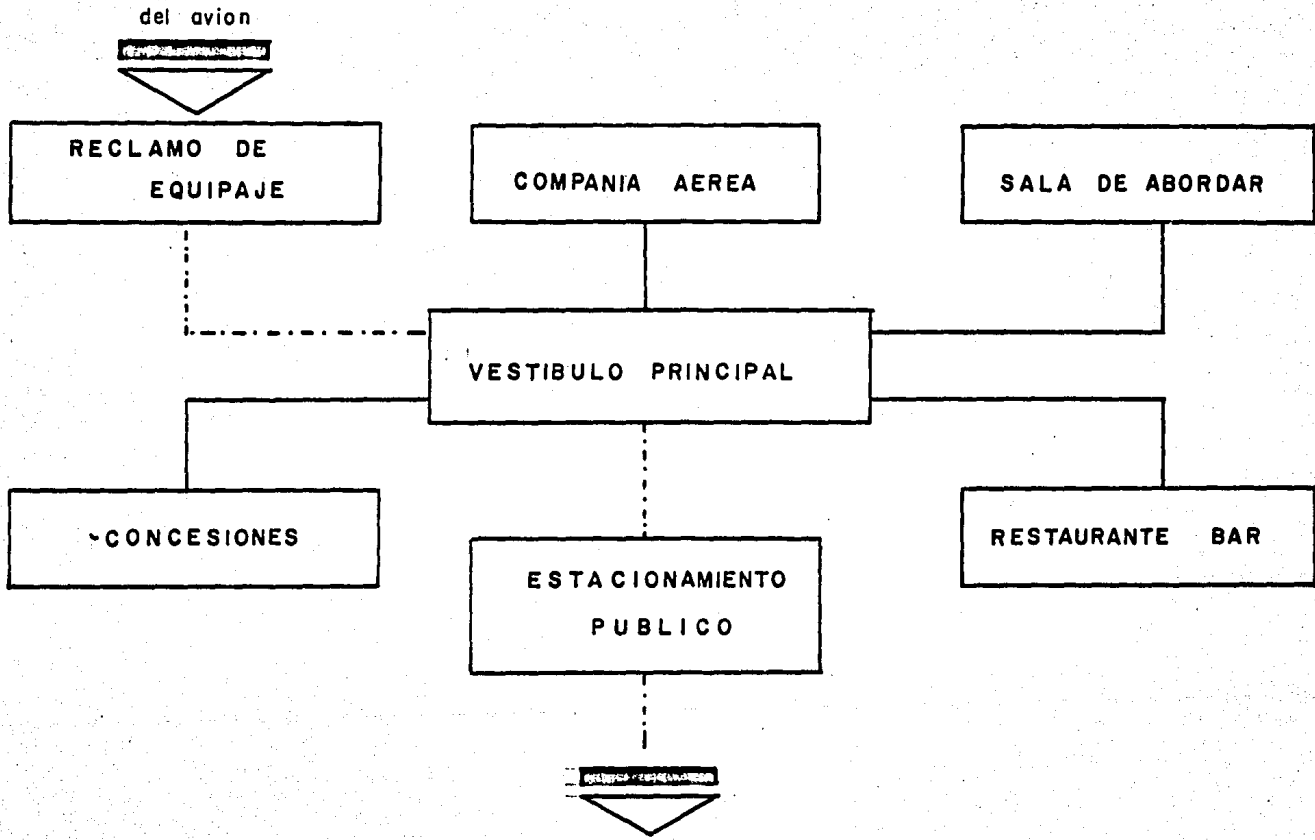 del avion
RECLAMO DE
EQUIPAJE
COMPANIA AEREA
SALA DE ABORDAR
VESTIBULO PRINCIPAL
CONCESIONES
RESTAURANTE BAR
ESTACIONAMIENTO
PUBLICO